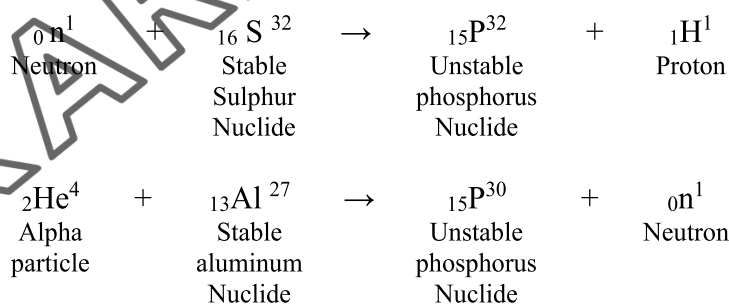 ₀n¹ + ₁₆S³² → ₁₅P³² + ₁H¹
Neutron Stable Unstable Proton
Sulphur phosphorus
Nuclide Nuclide
₂He⁴ + ₁₃Al²⁷ → ₁₅P³⁰ + ₀n¹
Alpha Stable Unstable Neutron
particle aluminum phosphorus
Nuclide Nuclide